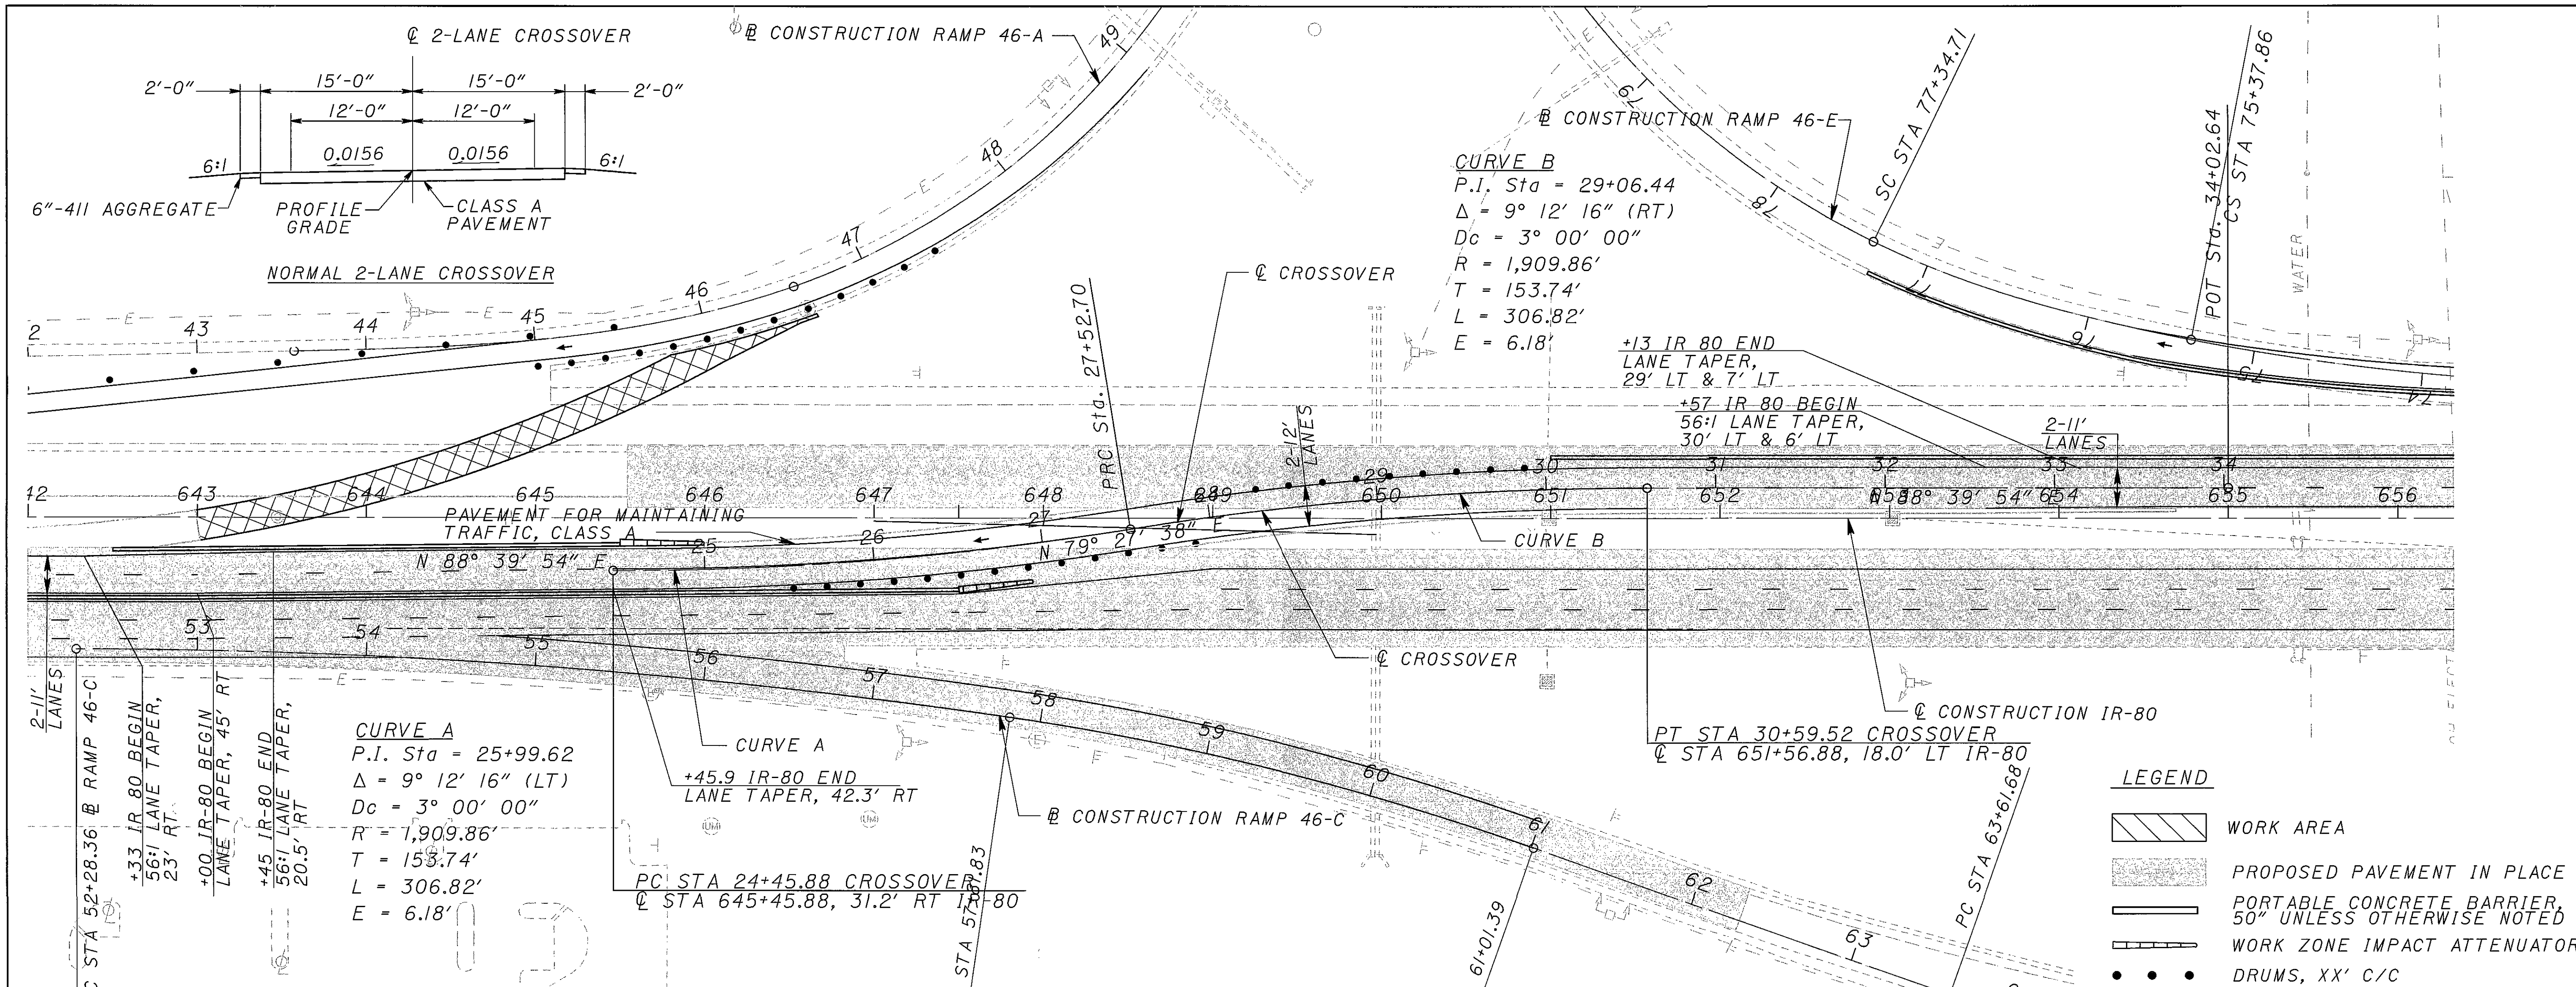 ℄ 2-LANE CROSSOVER
2'-0"
15'-0"
15'-0"
2'-0"
12'-0"
12'-0"
6:1
0.0156
0.0156
6:1
6"-411 AGGREGATE
PROFILE
GRADE
CLASS A
PAVEMENT
NORMAL 2-LANE CROSSOVER
CONSTRUCTION RAMP 46-A
49
48
47
46
45
44
43
2
CONSTRUCTION RAMP 46-E
79
78
77
76
75
74
SC STA 77+34.71
POT Sta. 34+02.64
CS STA 75+37.86
WATER
CURVE B
P.I. Sta = 29+06.44
Δ = 9° 12' 16" (RT)
Dc = 3° 00' 00"
R = 1,909.86'
T = 153.74'
L = 306.82'
E = 6.18'
+13 IR 80 END
LANE TAPER,
29' LT & 7' LT
+57 IR 80 BEGIN
56:1 LANE TAPER,
30' LT & 6' LT
2-11'
LANES
℄ CROSSOVER
PRC Sta. 27+52.70
2-12'
LANES
42 643 644 645 646 647 648 649 650 651 652 653 654 655 656
25 26 27 28 29 30 31 32 33 34
N 88° 39' 54" E
PAVEMENT FOR MAINTAINING
TRAFFIC, CLASS A
N 88° 39' 54" E
N 79° 27' 38" E
CURVE B
℄ CROSSOVER
53 54 55 56 57 58 59 60 61 62 63
2-11'
LANES
STA 52+28.36 RAMP 46-C
+33 IR 80 BEGIN
56:1 LANE TAPER,
23' RT
+00 IR-80 BEGIN
LANE TAPER, 45' RT
+45 IR-80 END
56:1 LANE TAPER,
20.5' RT
CURVE A
P.I. Sta = 25+99.62
Δ = 9° 12' 16" (LT)
Dc = 3° 00' 00"
R = 1,909.86'
T = 153.74'
L = 306.82'
E = 6.18'
CURVE A
+45.9 IR-80 END
LANE TAPER, 42.3' RT
PC STA 24+45.88 CROSSOVER
℄ STA 645+45.88, 31.2' RT IR-80
CONSTRUCTION RAMP 46-C
61+01.39
PC STA 63+61.68
℄ CONSTRUCTION IR-80
PT STA 30+59.52 CROSSOVER
℄ STA 651+56.88, 18.0' LT IR-80
LEGEND
WORK AREA
PROPOSED PAVEMENT IN PLACE
PORTABLE CONCRETE BARRIER,
50" UNLESS OTHERWISE NOTED
WORK ZONE IMPACT ATTENUATOR
DRUMS, XX' C/C